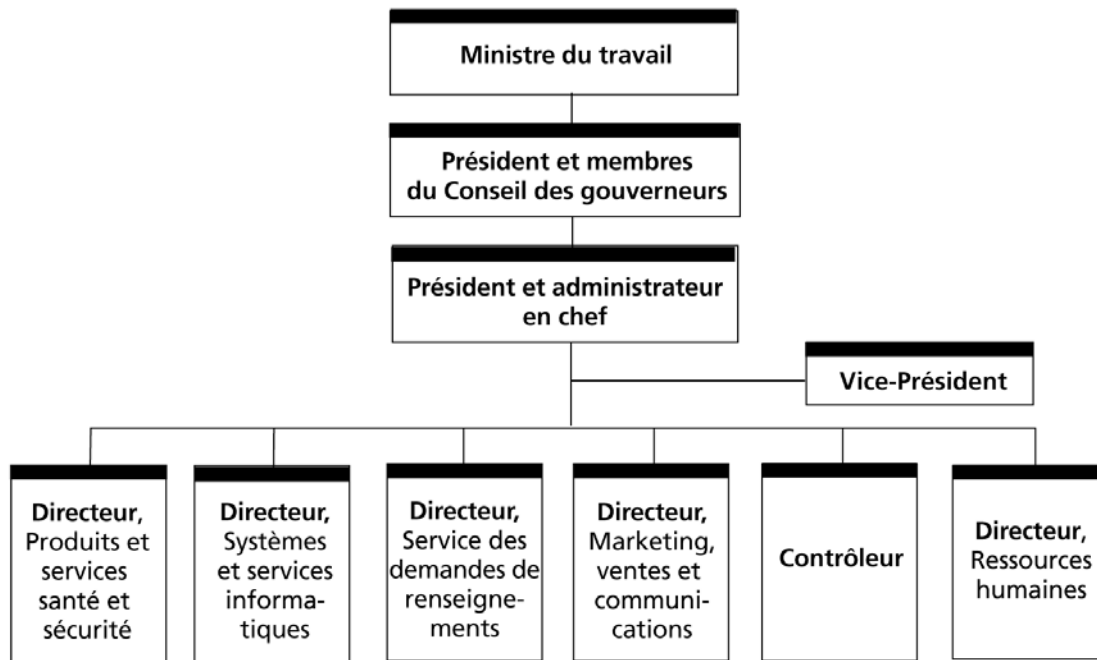 Ministre du travail
Président et membres
du Conseil des gouverneurs
Président et administrateur
en chef
Vice-Président
Directeur,
Produits et
services
santé et
sécurité
Directeur,
Systèmes
et services
informa-
tiques
Directeur,
Service des
demandes de
renseigne-
ments
Directeur,
Marketing,
ventes et
communi-
cations
Contrôleur
Directeur,
Ressources
humaines